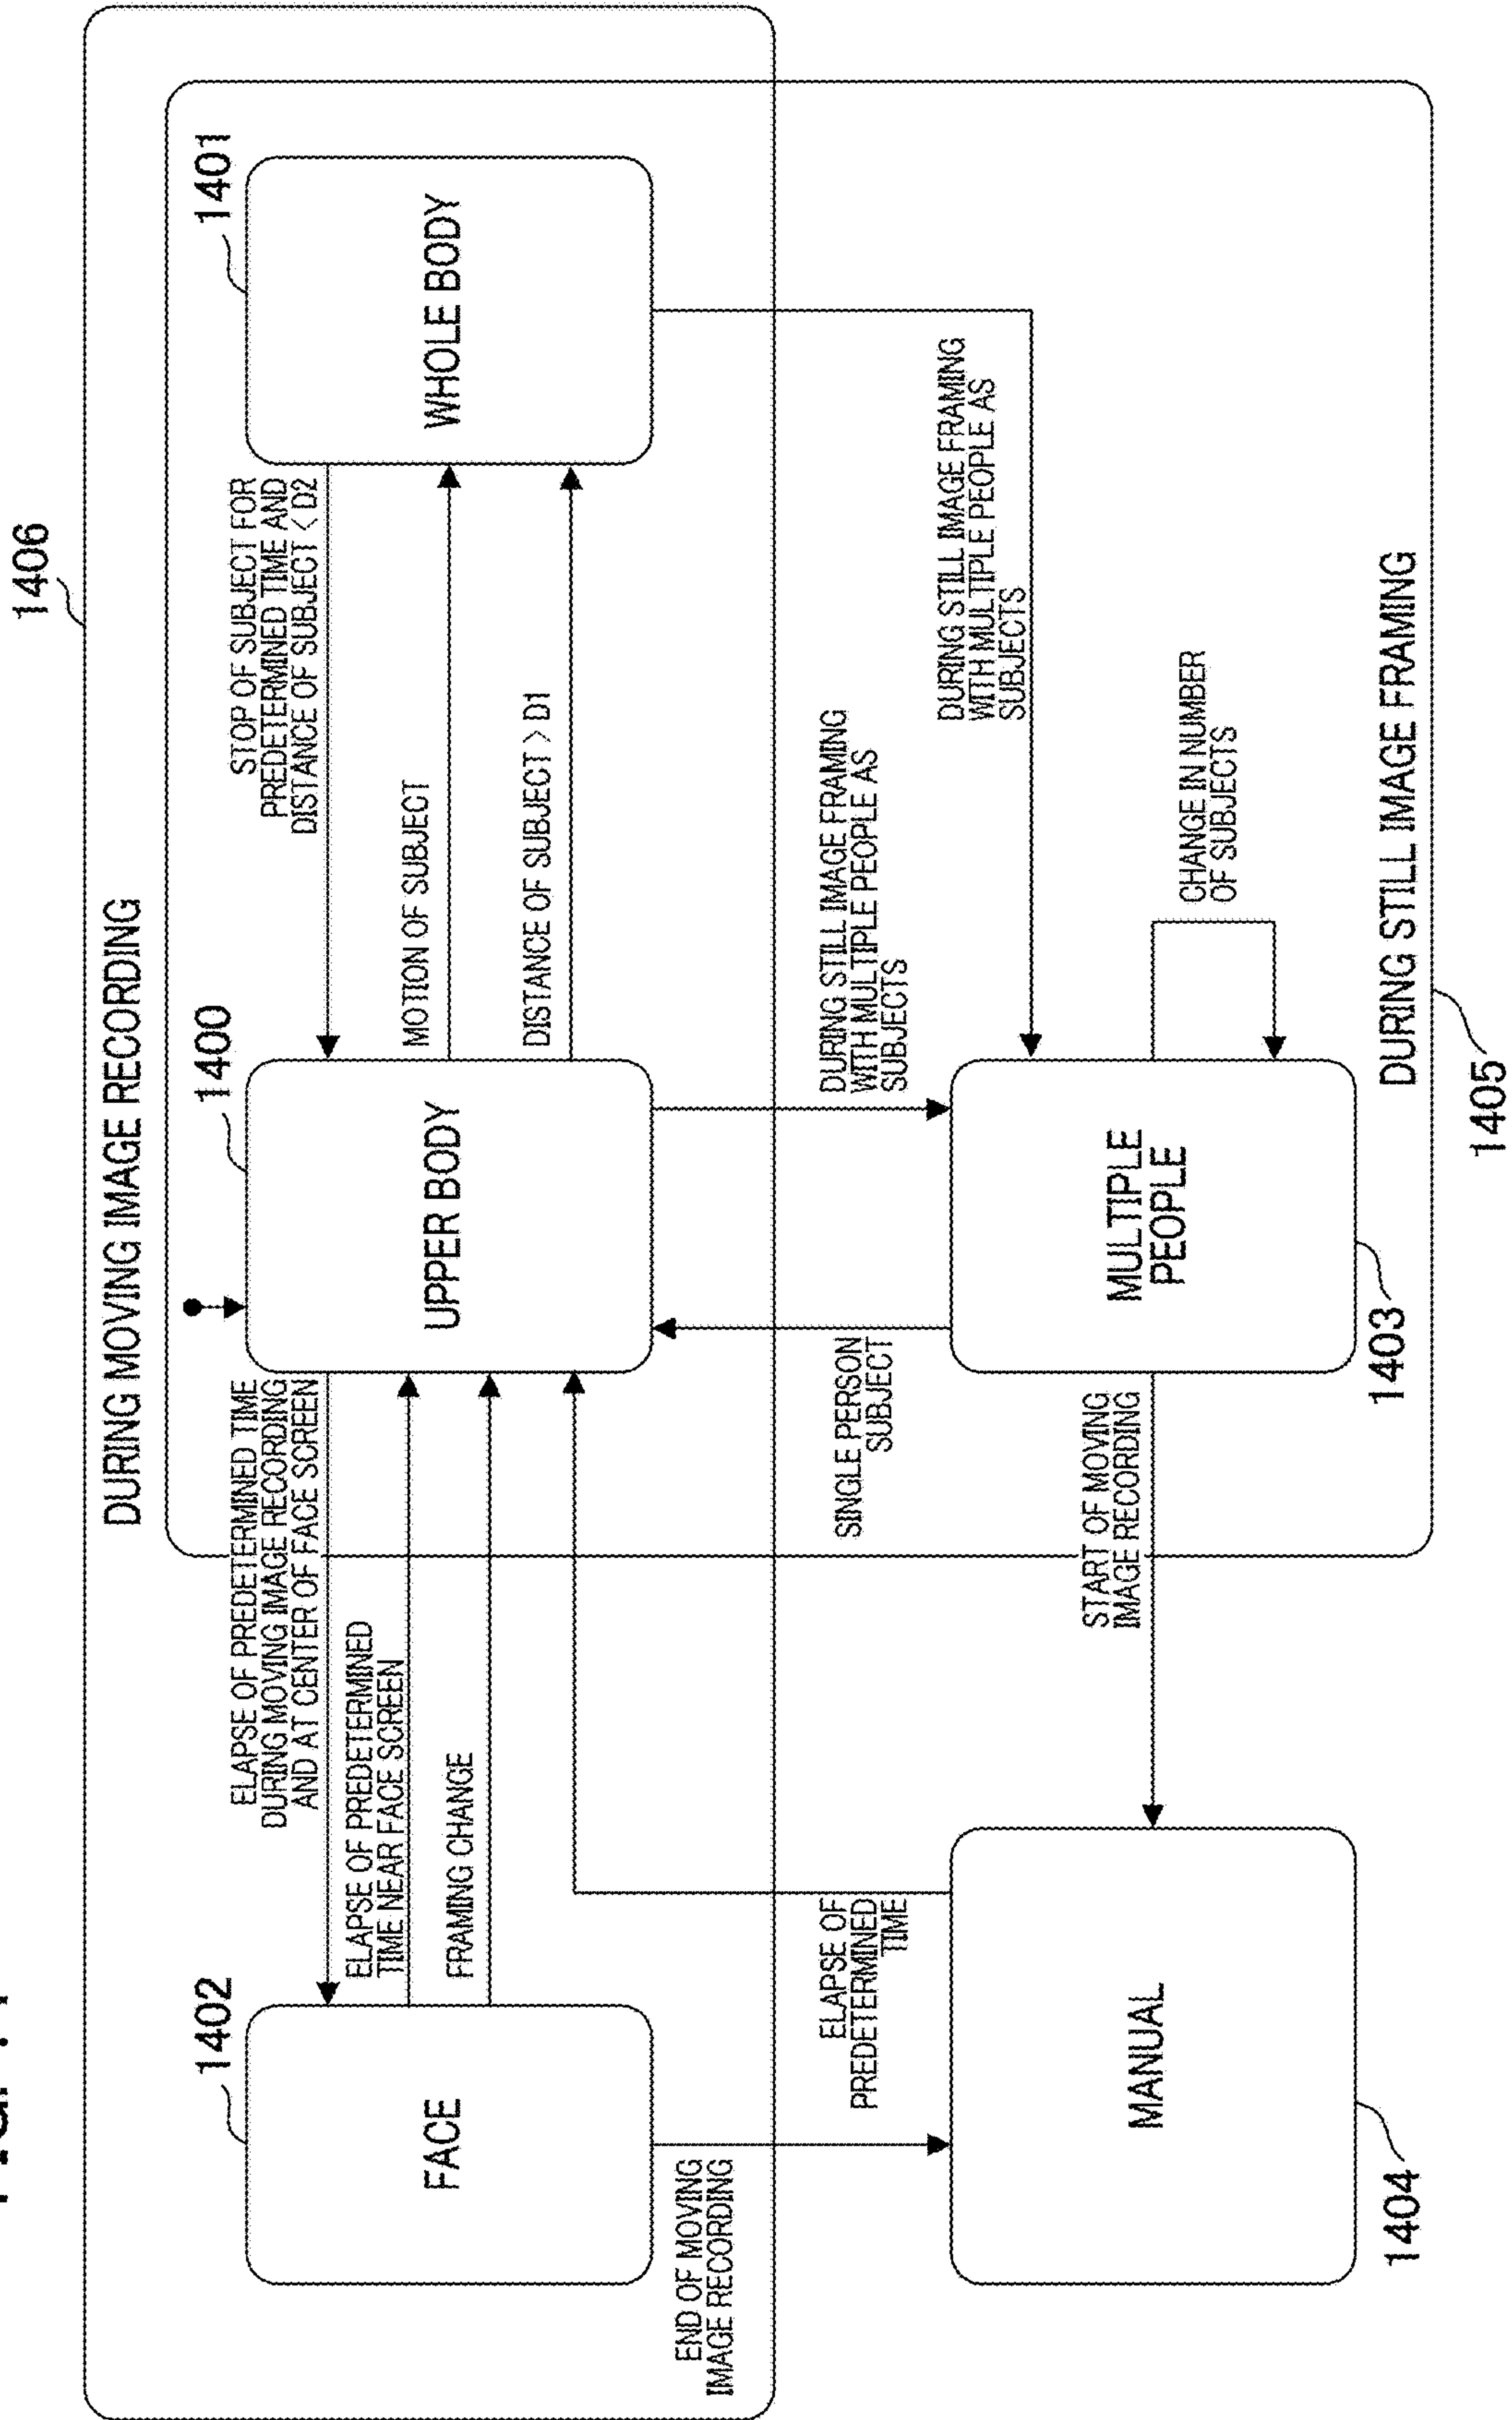 1406
DURING MOVING IMAGE RECORDING
1402
1400
1401
ELAPSE OF PREDETERMINED TIME
DURING MOVING IMAGE RECORDING
AND AT CENTER OF FACE SCREEN
STOP OF SUBJECT FOR
PREDETERMINED TIME AND
DISTANCE OF SUBJECT < D2
ELAPSE OF PREDETERMINED
TIME NEAR FACE SCREEN
FACE
FRAMING CHANGE
UPPER BODY
MOTION OF SUBJECT
WHOLE BODY
DISTANCE OF SUBJECT > D1
END OF MOVING
IMAGE RECORDING
ELAPSE OF
PREDETERMINED
TIME
SINGLE PERSON
SUBJECT
DURING STILL IMAGE FRAMING
WITH MULTIPLE PEOPLE AS
SUBJECTS
DURING STILL IMAGE FRAMING
WITH MULTIPLE PEOPLE AS
SUBJECTS
START OF MOVING
IMAGE RECORDING
MANUAL
MULTIPLE
PEOPLE
CHANGE IN NUMBER
OF SUBJECTS
1404
1403
DURING STILL IMAGE FRAMING
1405